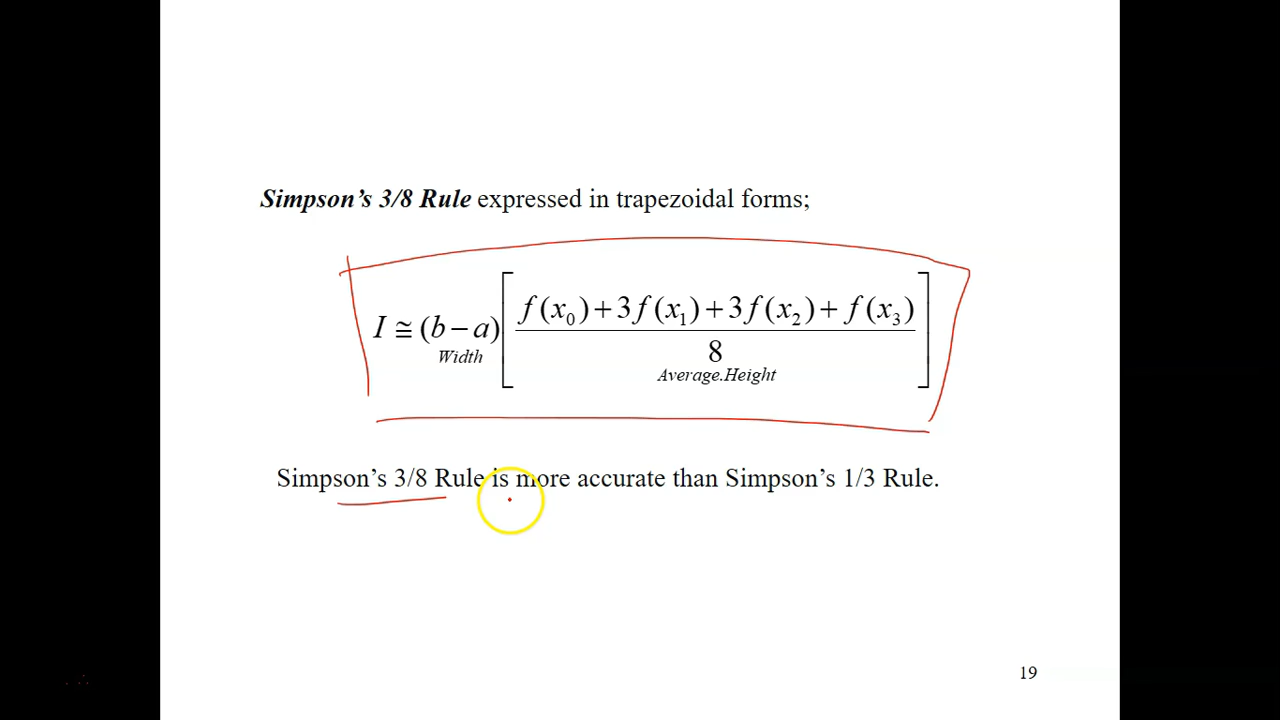 Simpson's 3/8 Rule expressed in trapezoidal forms;
I ≅ (b − a) [ f(x₀) + 3f(x₁) + 3f(x₂) + f(x₃) / 8 ]
Width
Average.Height
Simpson's 3/8 Rule is more accurate than Simpson's 1/3 Rule.
19